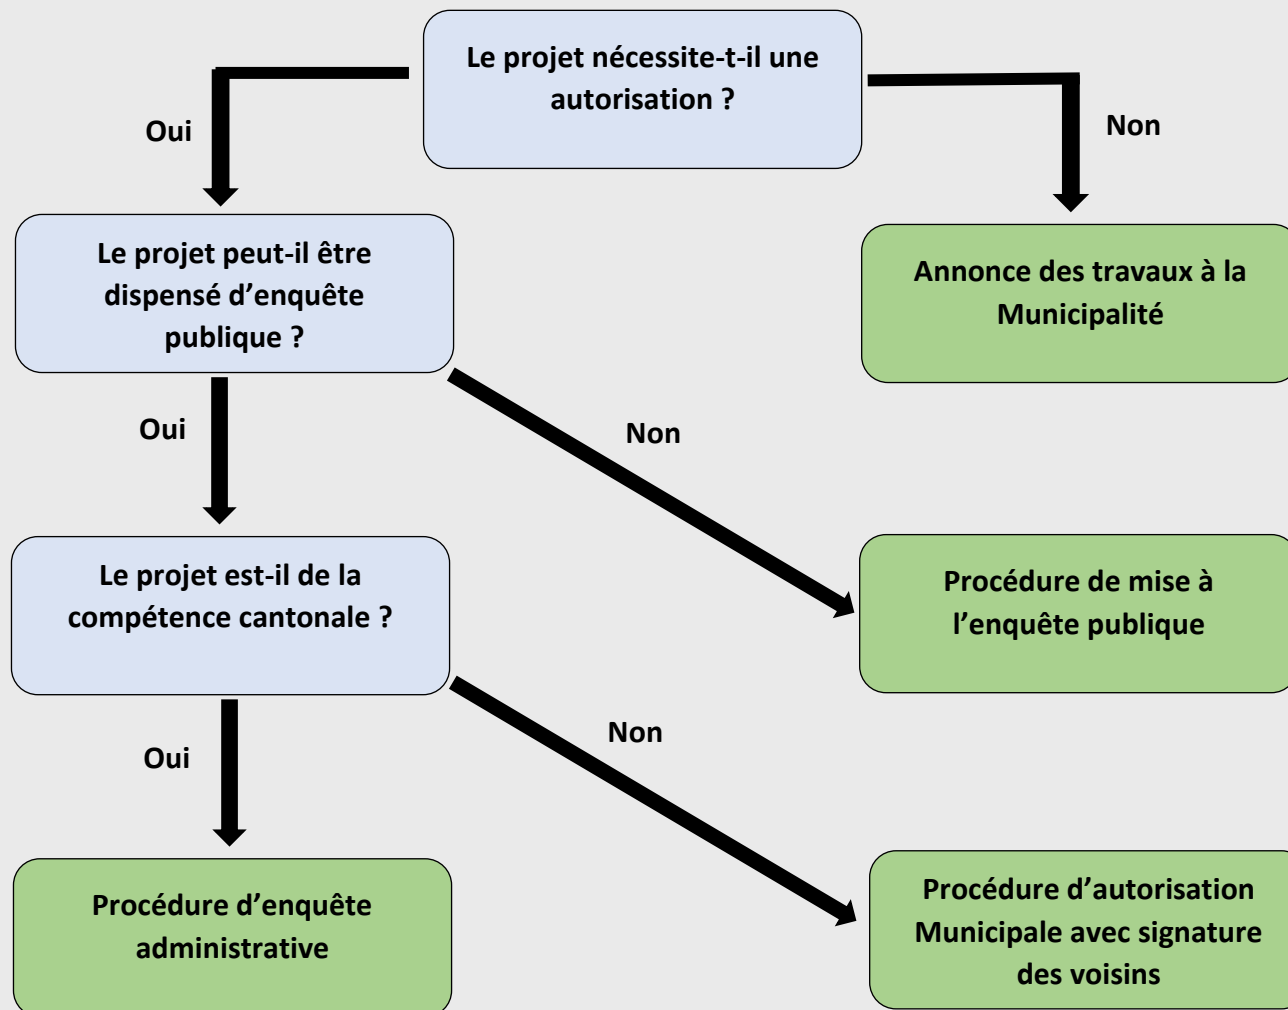 Le projet nécessite-t-il une
autorisation ?
Oui
Non
Le projet peut-il être
dispensé d’enquête
publique ?
Annonce des travaux à la
Municipalité
Oui
Non
Le projet est-il de la
compétence cantonale ?
Procédure de mise à
l’enquête publique
Oui
Non
Procédure d’enquête
administrative
Procédure d’autorisation
Municipale avec signature
des voisins